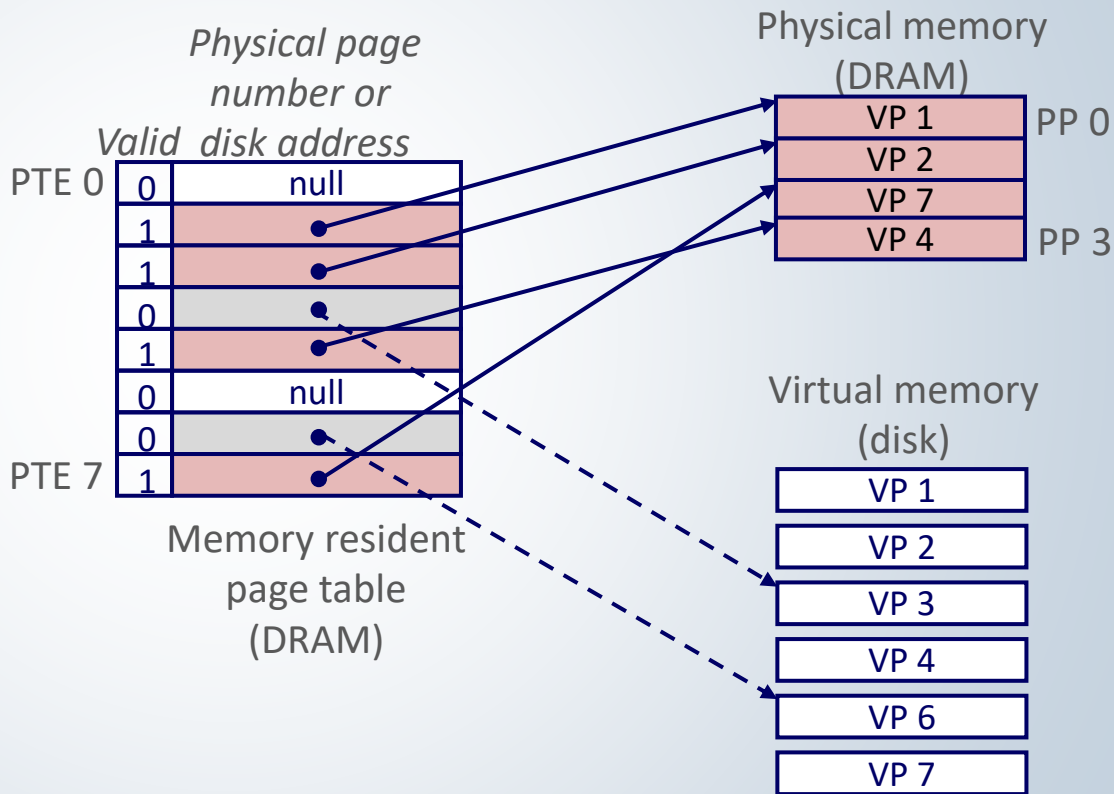 Physical page
number or
Valid disk address
PTE 0 0 null
1
1
0
1
0 null
0
PTE 7 1
Memory resident
page table
(DRAM)
Physical memory
(DRAM)
VP 1 PP 0
VP 2
VP 7
VP 4 PP 3
Virtual memory
(disk)
VP 1
VP 2
VP 3
VP 4
VP 6
VP 7